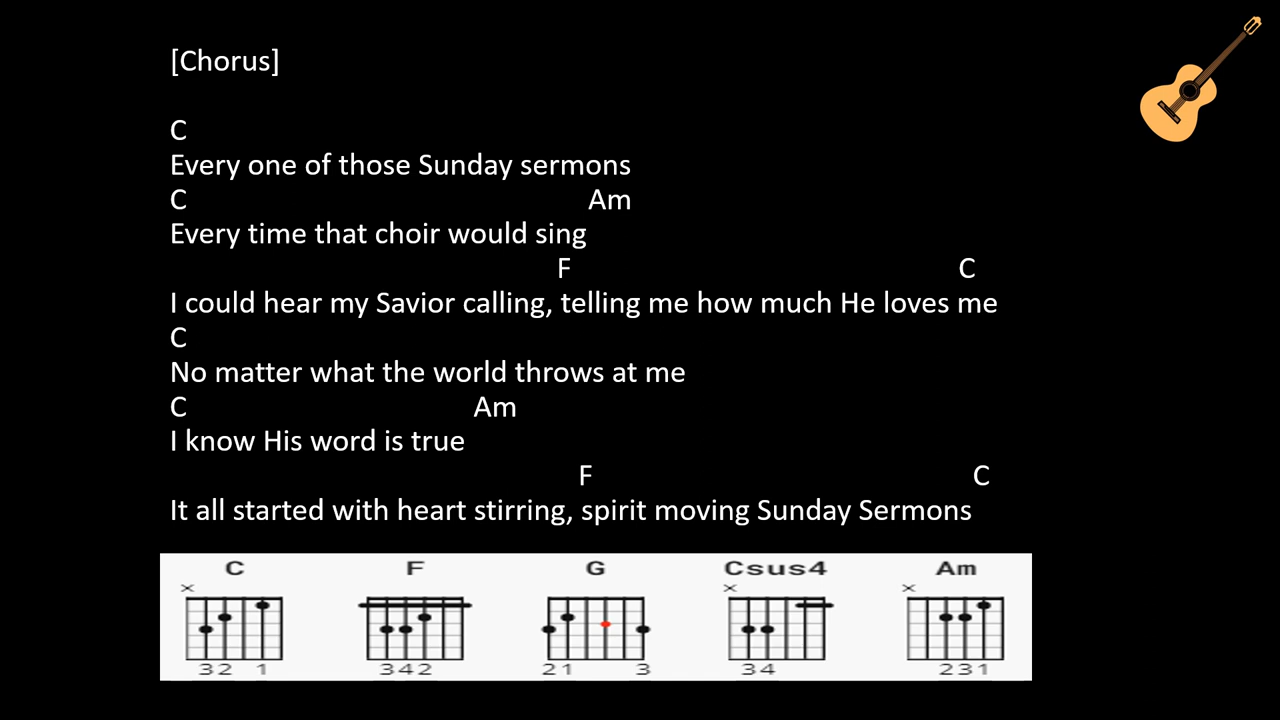 [Chorus]
C
Every one of those Sunday sermons
C Am
Every time that choir would sing
F C
I could hear my Savior calling, telling me how much He loves me
C
No matter what the world throws at me
C Am
I know His word is true
F C
It all started with heart stirring, spirit moving Sunday Sermons
C F G Csus4 Am
x x x
32 1 342 21 3 34 231